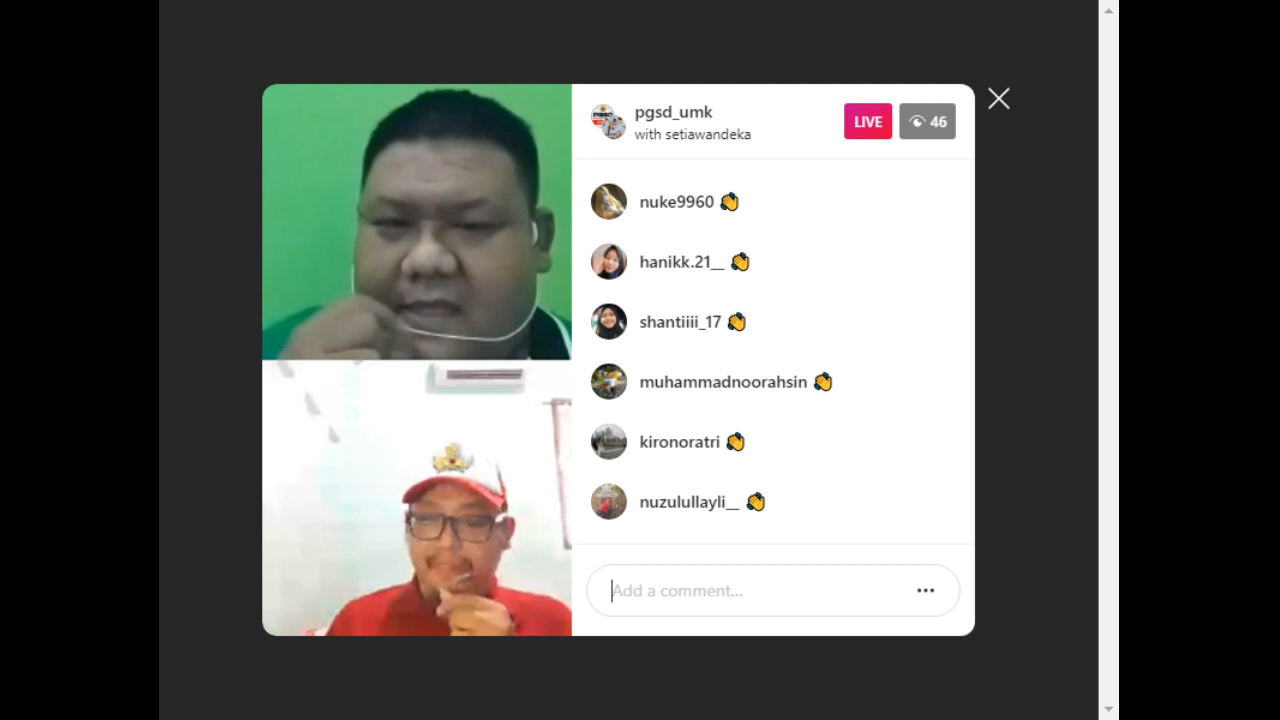 pgsd_umk
with setiawandeka
LIVE
46
nuke9960 👏
hanikk.21__ 👏
shantiiii_17 👏
muhammadnoorahsin 👏
kironoratri 👏
nuzulullayli__ 👏
Add a comment...